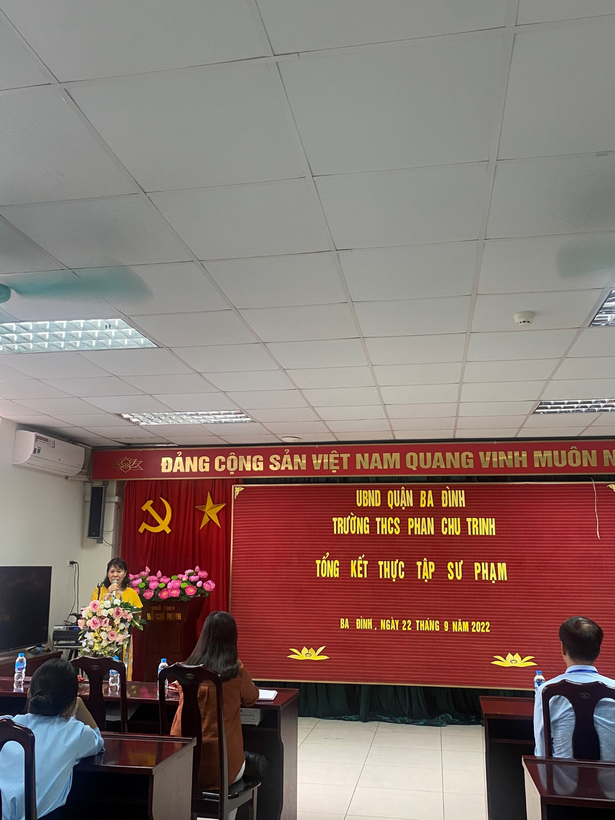 ĐẢNG CỘNG SẢN VIỆT NAM QUANG VINH MUÔN N
UBND QUẬN BA ĐÌNH
TRƯỜNG THCS PHAN CHU TRINH
TỔNG KẾT THỰC TẬP SƯ PHẠM
BA ĐÌNH, NGÀY 22 THÁNG 9 NĂM 2022